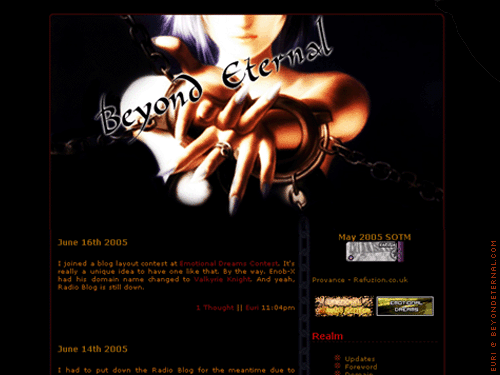 Beyond Eternal
June 16th 2005
I joined a blog layout contest at Emotional Dreams Contest. It's
really a unique idea to have one like that. By the way. Enob-X
had his domain name changed to Valkyrie Knight. And yeah.
Radio Blog is still down.
1 Thought || Euri 11:04pm
June 14th 2005
I had to put down the Radio Blog for the meantime due to
May 2005 SOTM
Provance - Refuzion.co.uk
EMOTIONAL
DREAMS
Realm
Updates
Foreword
Domain
EURI @ BEYONDETERNAL.COM